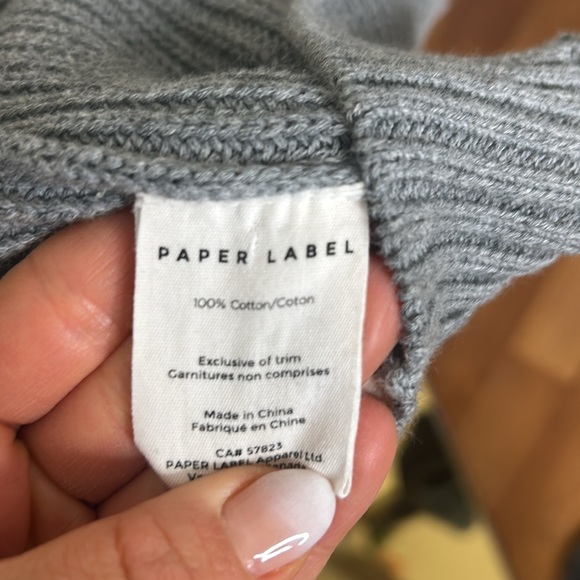 PAPER LABEL
100% Cotton/Coton
Exclusive of trim
Garnitures non comprises
Made in China
Fabriqué en Chine
CA# 57823
PAPER LABEL Apparel Ltd.
Canada